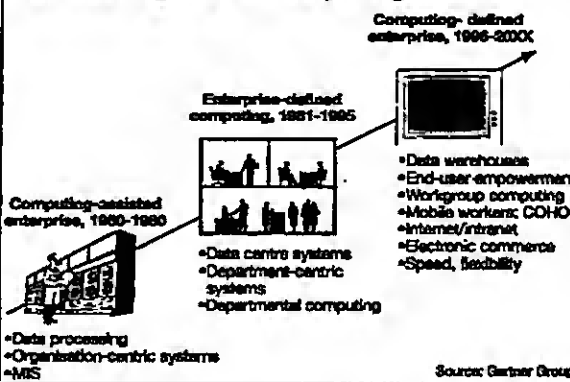 Computing- defined
enterprise, 1996-20XX
Enterprise-defined
computing, 1981-1995
Computing-assisted
enterprise, 1960-1980
•Data warehouses
•End-user empowerment
•Workgroup computing
•Mobile workers: COHO
•Internet/intranet
•Electronic commerce
•Speed, flexibility
•Data centre systems
•Department-centric
systems
•Departmental computing
•Data processing
•Organisation-centric systems
•MIS
Source: Gartner Group